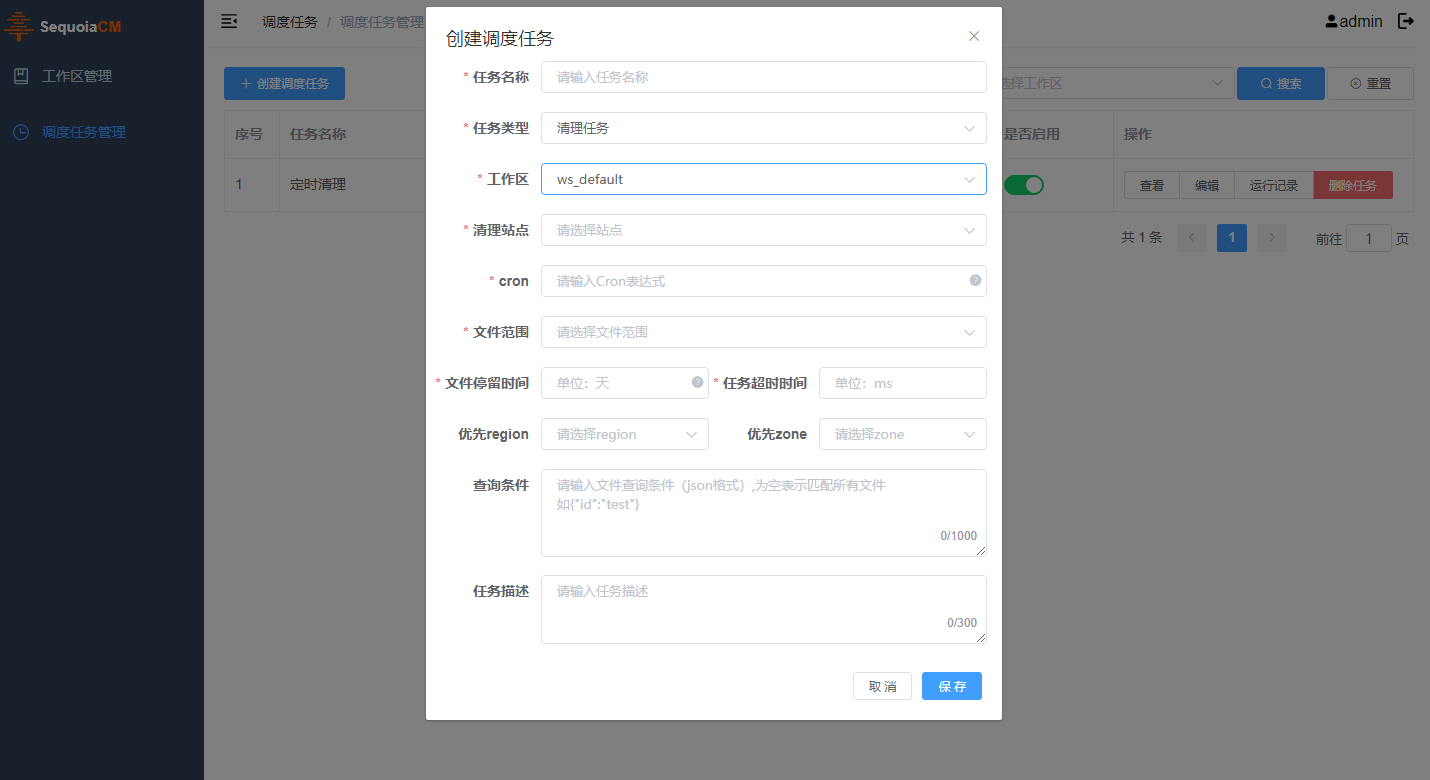 SequoiaCM
工作区管理
调度任务管理
调度任务 / 调度任务管理
admin
创建调度任务
选择工作区
搜索
重置
序号
任务名称
是否启用
操作
1
定时清理
查看
编辑
运行记录
删除任务
共 1 条
1
前往
1
页
创建调度任务
* 任务名称
请输入任务名称
* 任务类型
清理任务
* 工作区
ws_default
* 清理站点
请选择站点
* cron
请输入Cron表达式
* 文件范围
请选择文件范围
* 文件停留时间
单位：天
* 任务超时时间
单位：ms
优先region
请选择region
优先zone
请选择zone
查询条件
请输入文件查询条件（json格式）,为空表示匹配所有文件
如{"id":"test"}
0/1000
任务描述
请输入任务描述
0/300
取 消
保 存